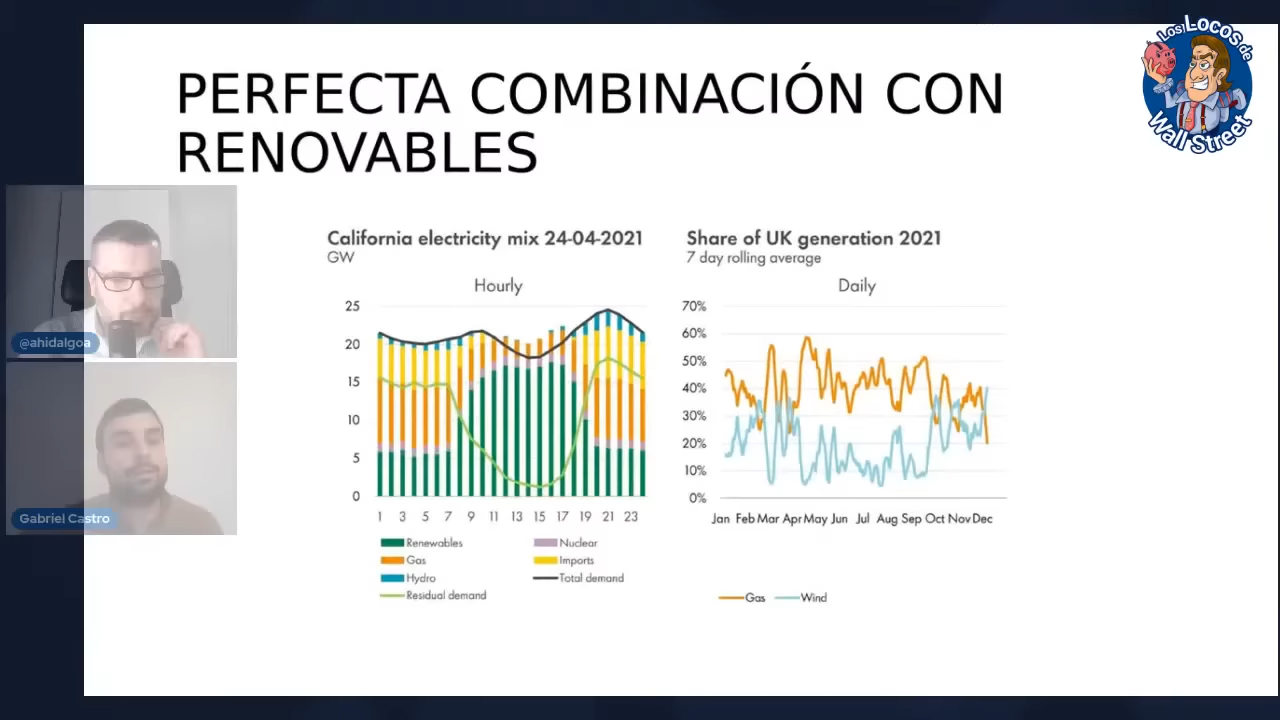 Los Locos de
Wall Street
PERFECTA COMBINACIÓN CON
RENOVABLES
@ahidalgoa
Gabriel Castro
California electricity mix 24-04-2021
GW
Hourly
25
20
15
10
5
0
1 3 5 7 9 11 13 15 17 19 21 23
Renewables
Nuclear
Gas
Imports
Hydro
Total demand
Residual demand
Share of UK generation 2021
7 day rolling average
Daily
70%
60%
50%
40%
30%
20%
10%
0%
Jan Feb Mar Apr May Jun Jul Aug Sep Oct Nov Dec
Gas Wind